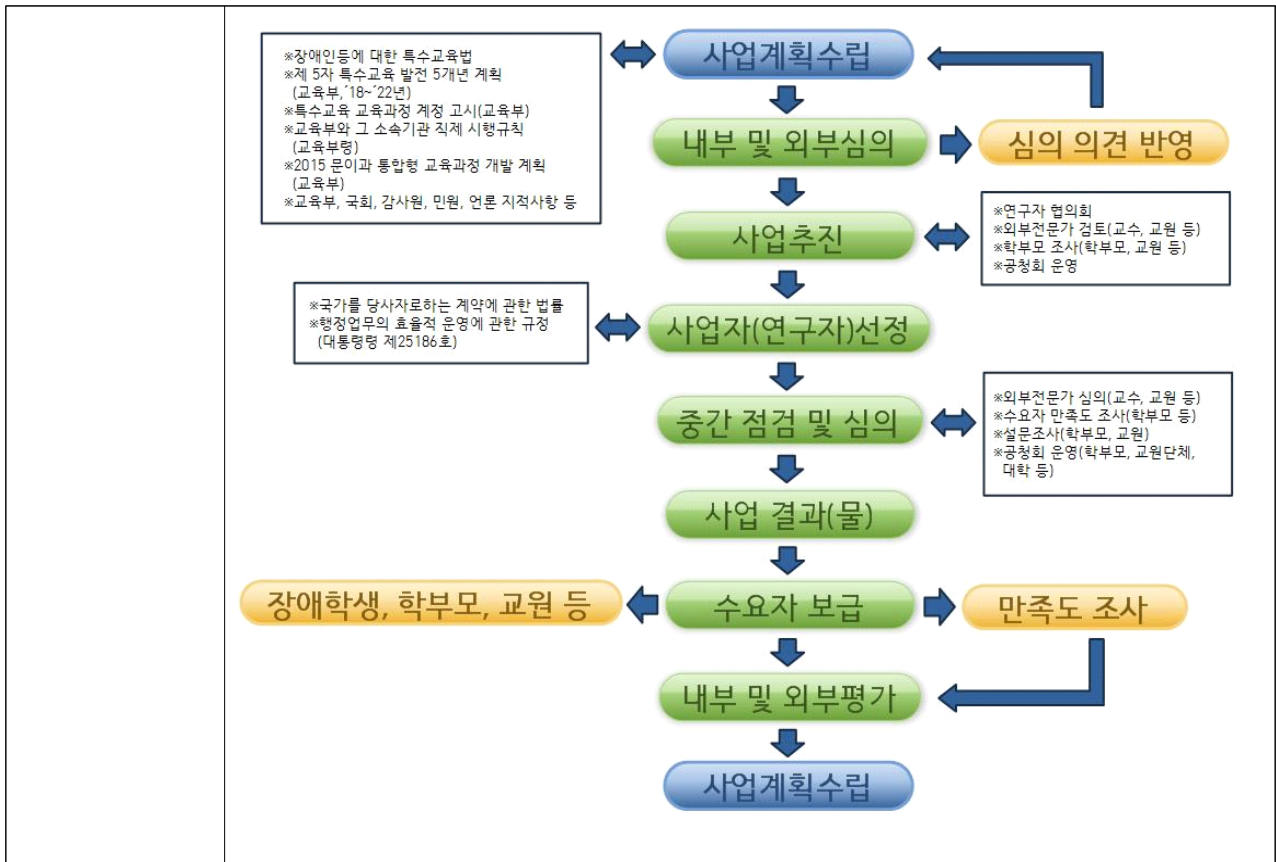 사업계획수립
※장애인등에 대한 특수교육법
※제 5자 특수교육 발전 5개년 계획
(교육부,´18~´22년)
※특수교육 교육과정 계정 고시(교육부)
※교육부와 그 소속기관 직제 시행규칙
(교육부령)
※2015 문이과 통합형 교육과정 개발 계획
(교육부)
※교육부, 국회, 감사원, 민원, 언론 지적사항 등
내부 및 외부심의
심의 의견 반영
사업추진
※연구자 협의회
※외부전문가 검토(교수, 교원 등)
※학부모 조사(학부모, 교원 등)
※공청회 운영
※국가를 당사자로하는 계약에 관한 법률
※행정업무의 효율적 운영에 관한 규정
(대통령령 제25186호)
사업자(연구자)선정
중간 점검 및 심의
※외부전문가 심의(교수, 교원 등)
※수요자 만족도 조사(학부모 등)
※설문조사(학부모, 교원)
※공청회 운영(학부모, 교원단체,
대학 등)
사업 결과(물)
장애학생, 학부모, 교원 등
수요자 보급
만족도 조사
내부 및 외부평가
사업계획수립